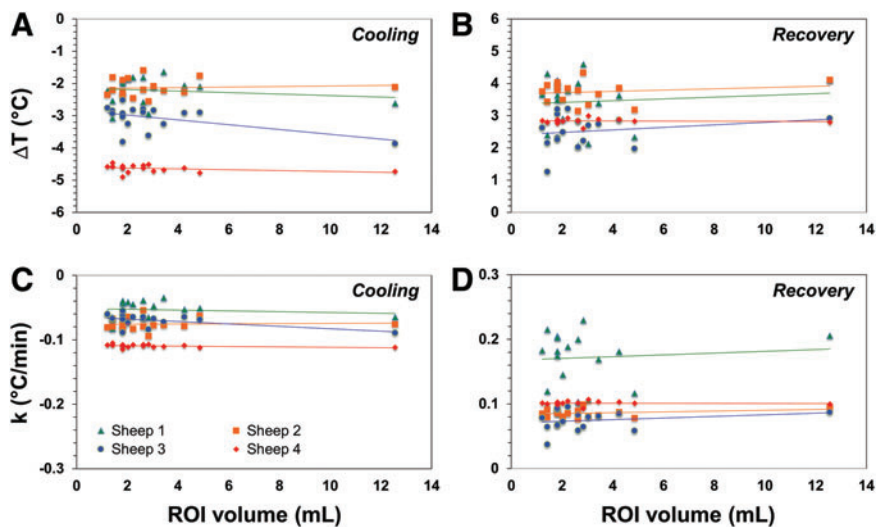 A
Cooling
0
-1
-2
-3
-4
-5
-6
ΔT (°C)
0 2 4 6 8 10 12 14
B
Recovery
6
5
4
3
2
1
0
0 2 4 6 8 10 12 14
C
Cooling
0
-0.1
-0.2
-0.3
k (°C/min)
Sheep 1 Sheep 2
Sheep 3 Sheep 4
0 2 4 6 8 10 12 14
ROI volume (mL)
D
Recovery
0.3
0.2
0.1
0
0 2 4 6 8 10 12 14
ROI volume (mL)